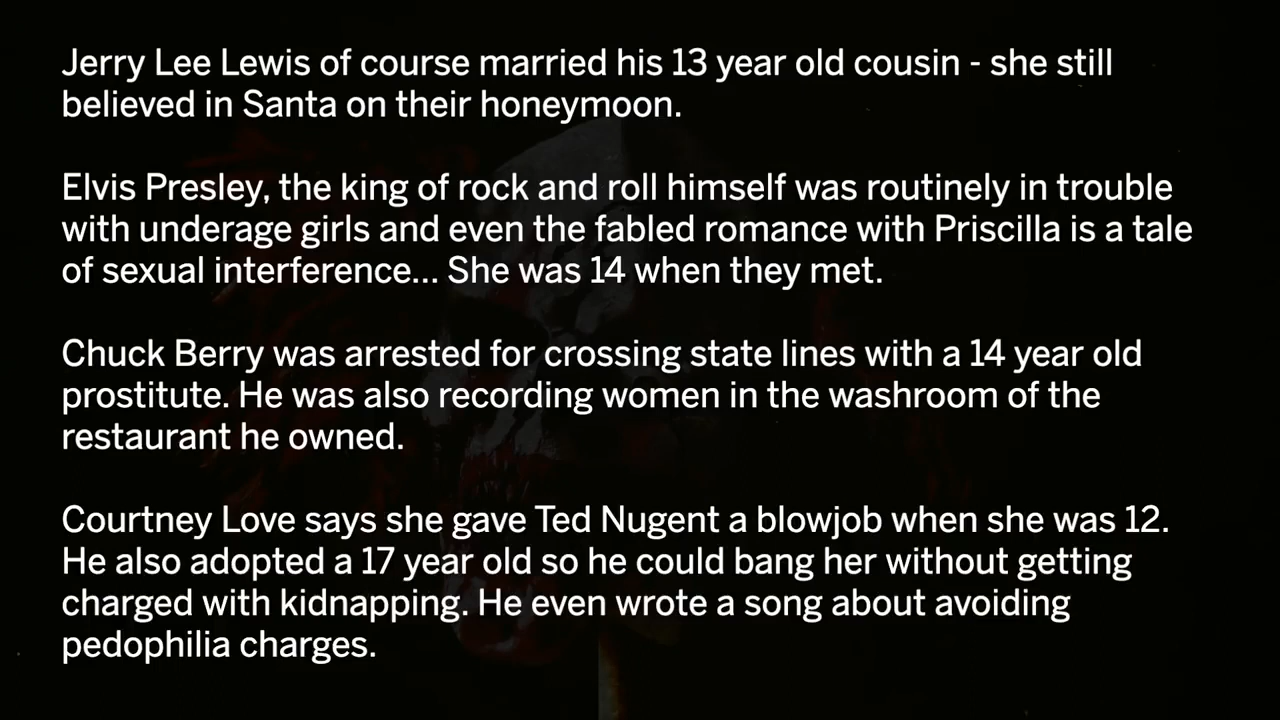 Jerry Lee Lewis of course married his 13 year old cousin - she still
believed in Santa on their honeymoon.
Elvis Presley, the king of rock and roll himself was routinely in trouble
with underage girls and even the fabled romance with Priscilla is a tale
of sexual interference... She was 14 when they met.
Chuck Berry was arrested for crossing state lines with a 14 year old
prostitute. He was also recording women in the washroom of the
restaurant he owned.
Courtney Love says she gave Ted Nugent a blowjob when she was 12.
He also adopted a 17 year old so he could bang her without getting
charged with kidnapping. He even wrote a song about avoiding
pedophilia charges.